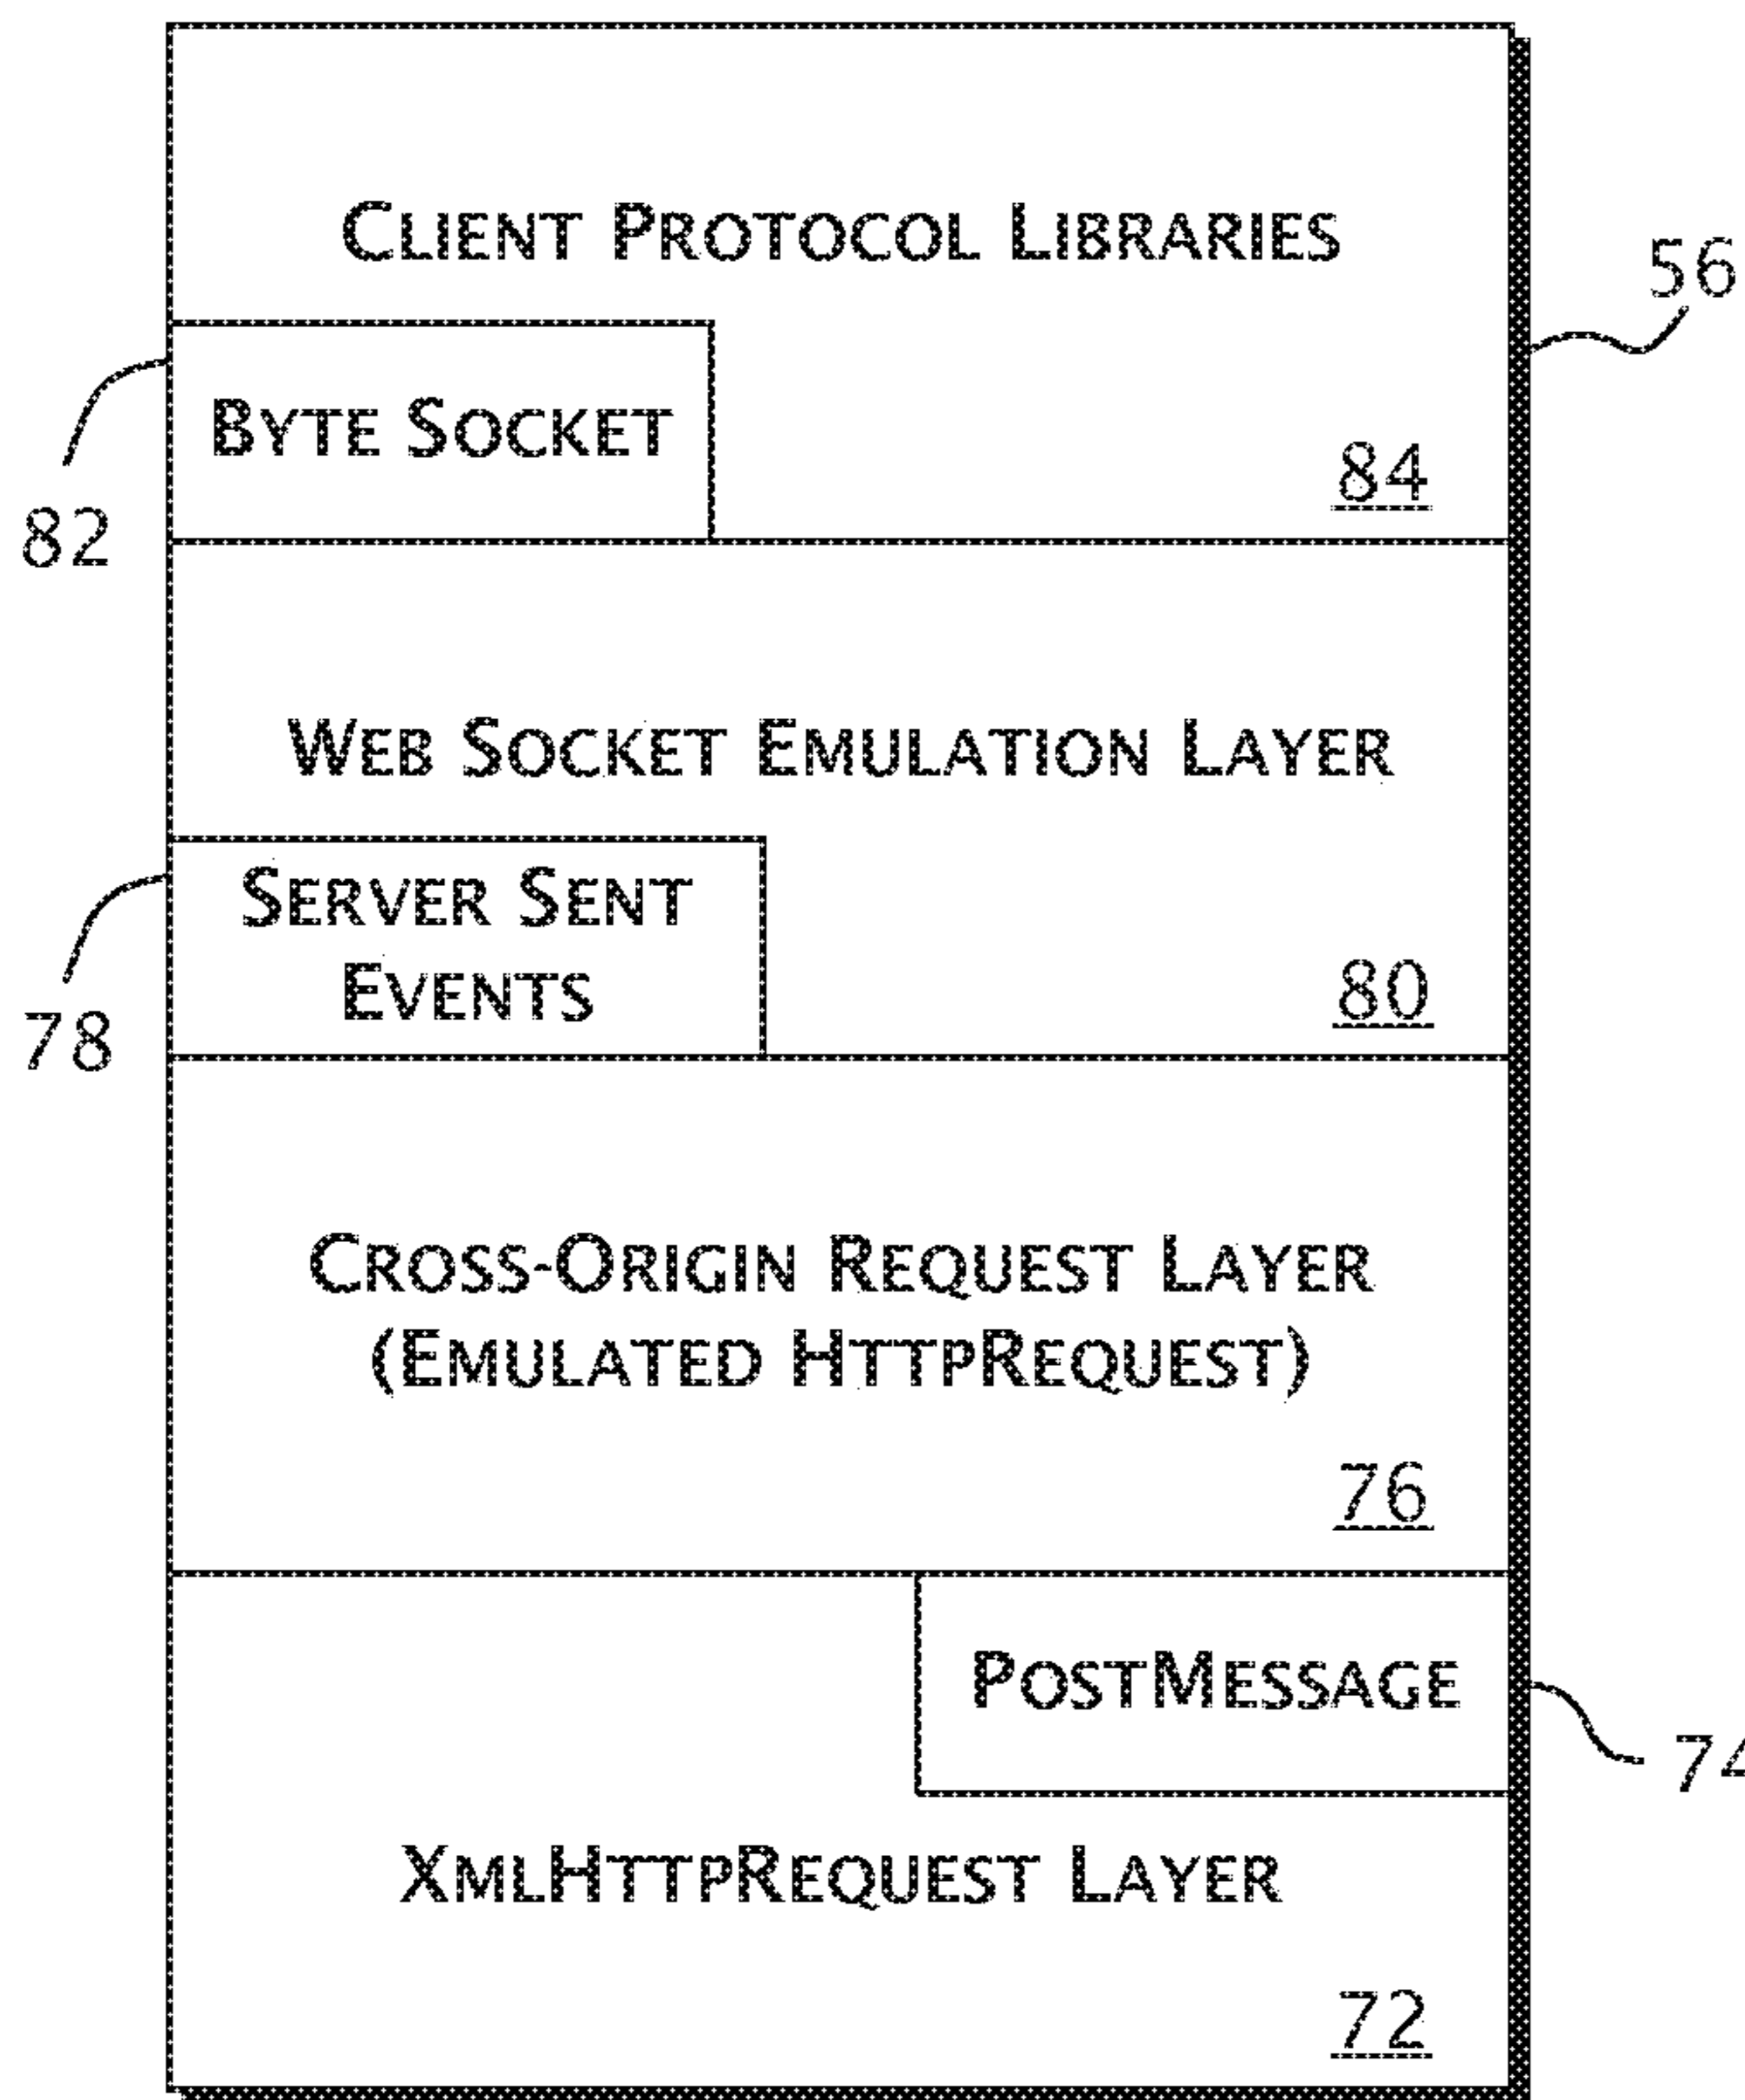 CLIENT PROTOCOL LIBRARIES
56
BYTE SOCKET
84
82
WEB SOCKET EMULATION LAYER
SERVER SENT
EVENTS
80
78
CROSS-ORIGIN REQUEST LAYER
(EMULATED HTTPREQUEST)
76
POSTMESSAGE
74
XMLHTTPREQUEST LAYER
72